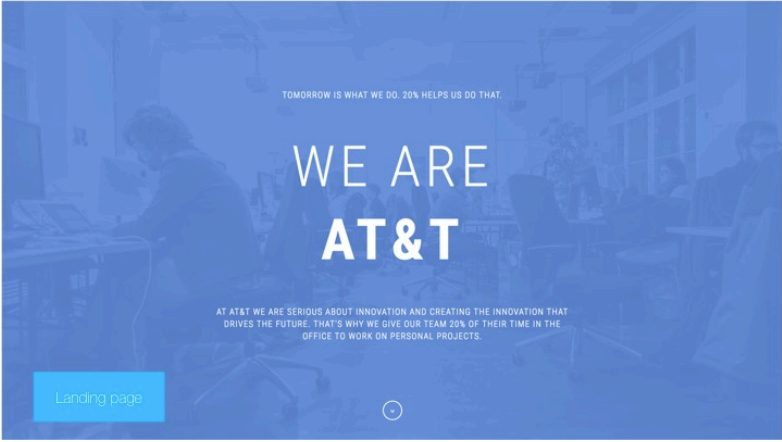 TOMORROW IS WHAT WE DO. 20% HELPS US DO THAT.
WE ARE
AT&T
AT AT&T WE ARE SERIOUS ABOUT INNOVATION AND CREATING THE INNOVATION THAT
DRIVES THE FUTURE. THAT'S WHY WE GIVE OUR TEAM 20% OF THEIR TIME IN THE
OFFICE TO WORK ON PERSONAL PROJECTS.
Landing page